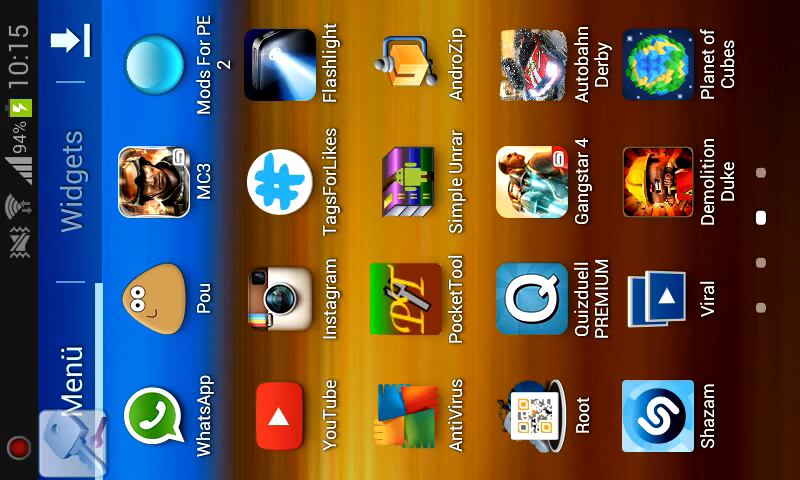 94% 10:15
Menü
Widgets
WhatsApp
Pou
MC3
Mods For PE
2
YouTube
Instagram
TagsForLikes
Flashlight
AntiVirus
PocketTool
Simple Unrar
AndroZip
Root
Quizduell
PREMIUM
Gangstar 4
Autobahn
Derby
Shazam
Viral
Demolition
Duke
Planet of
Cubes